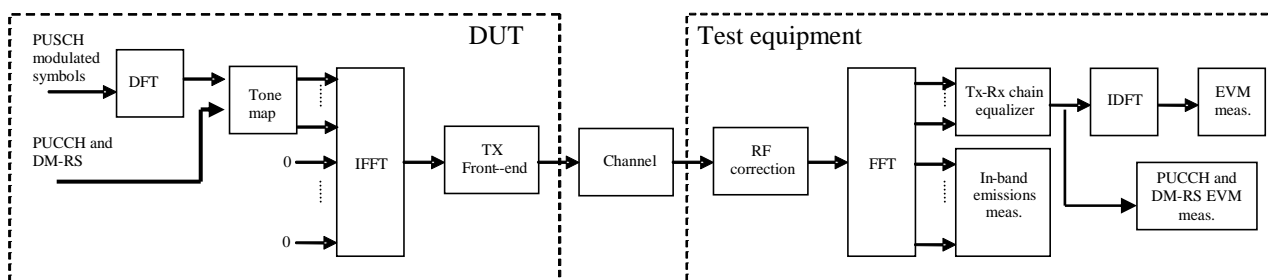 DUT
Test equipment
PUSCH
modulated
symbols
DFT
Tone
map
PUCCH and
DM-RS
0
0
IFFT
TX
Front--end
Channel
RF
correction
FFT
Tx-Rx chain
equalizer
In-band
emissions
meas.
IDFT
EVM
meas.
PUCCH and
DM-RS EVM
meas.